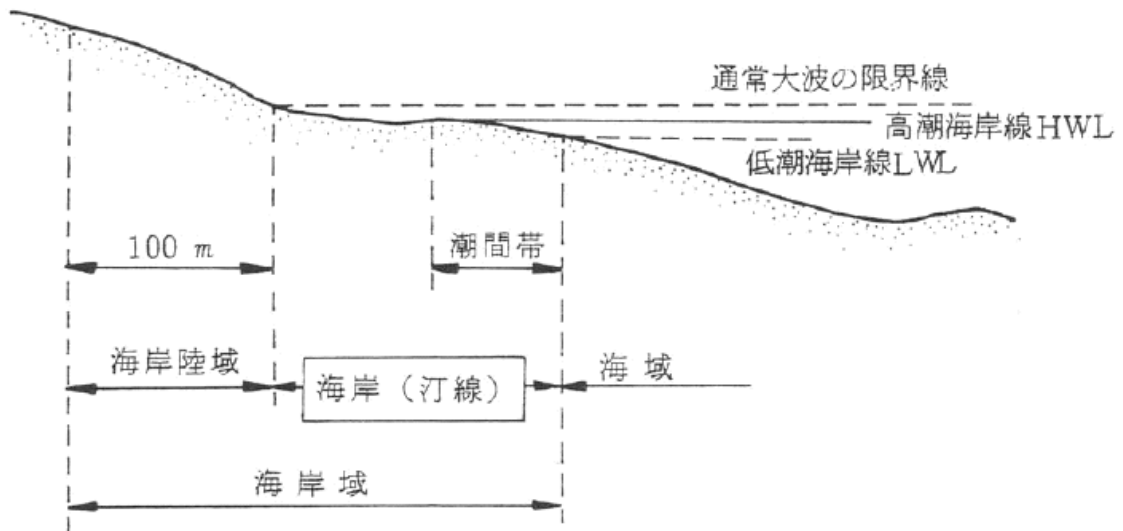 通常大波の限界線
高潮海岸線HWL
低潮海岸線LWL
100 m
潮間帯
海岸陸域
海岸（汀線）
海域
海岸域